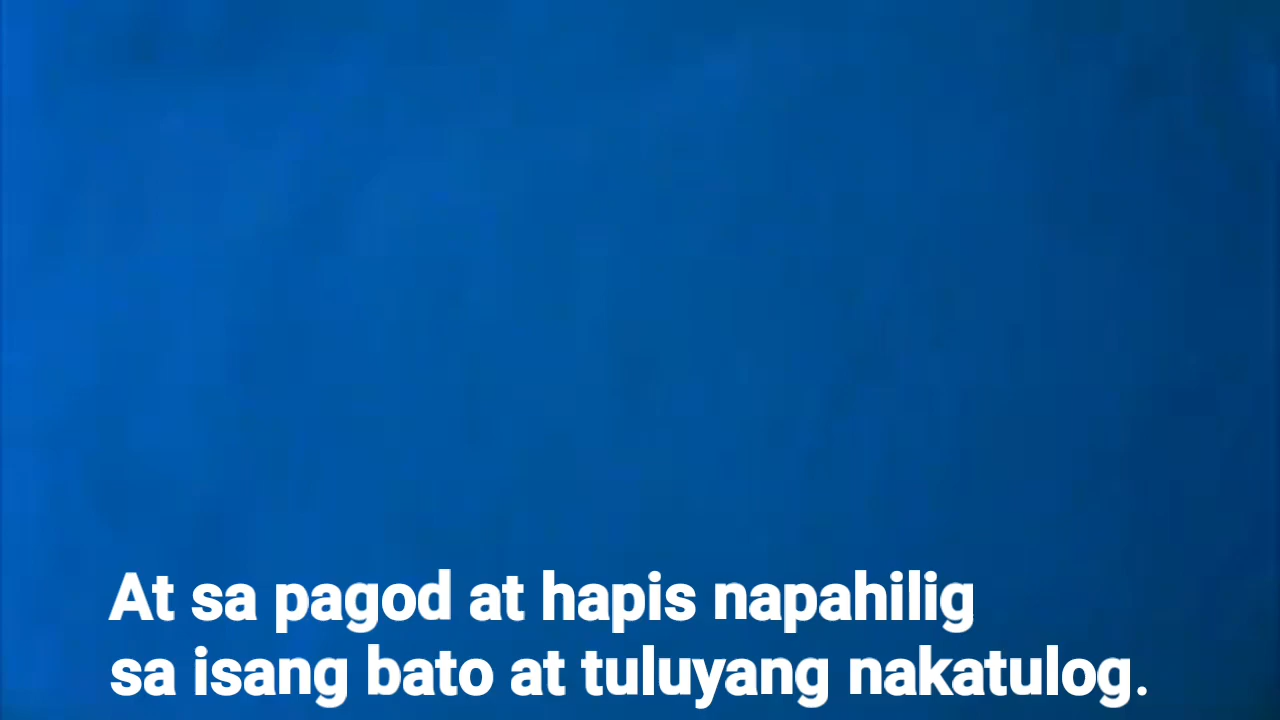 At sa pagod at hapis napahilig
sa isang bato at tuluyang nakatulog.